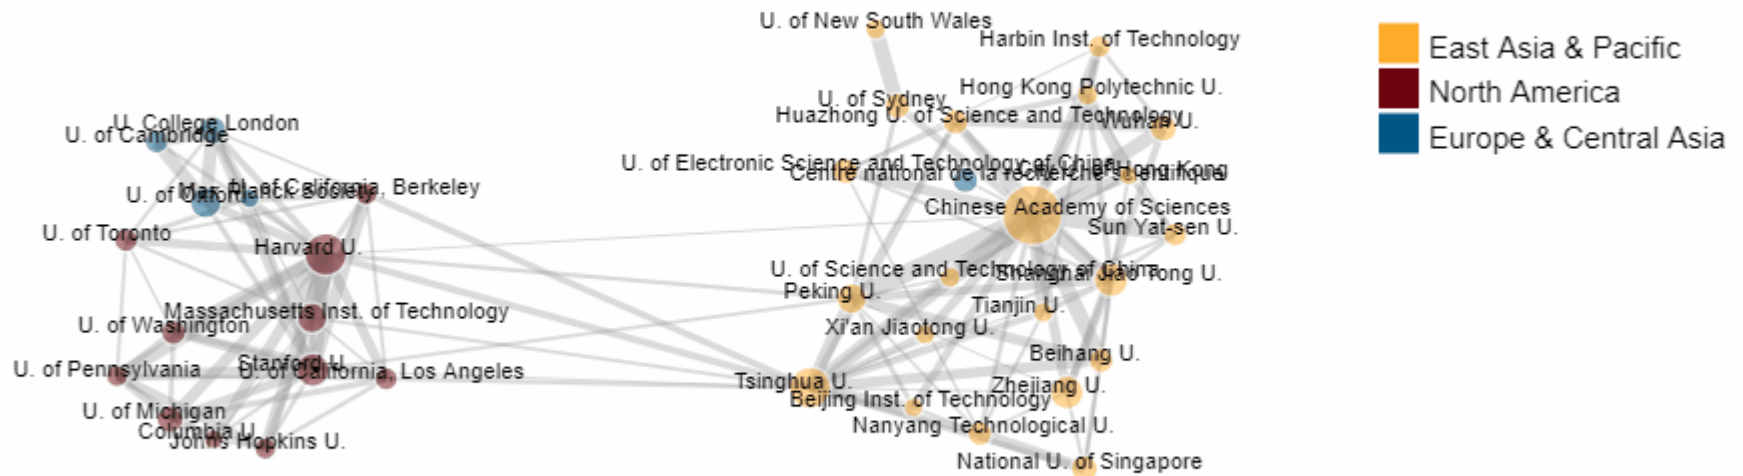 U. of New South Wales
Harbin Inst. of Technology
East Asia & Pacific
North America
Europe & Central Asia
Hong Kong Polytechnic U.
U. of Sydney
Huazhong U. of Science and Technology
Wuhan U.
U. College London
U. of Cambridge
U. of Electronic Science and Technology of China
City U. of Hong Kong
Centre national de la recherche scientifique
U. of California, Berkeley
Max Planck Society
U. of Oxford
Chinese Academy of Sciences
Sun Yat-sen U.
U. of Toronto
Harvard U.
U. of Science and Technology of China
Shanghai Jiao Tong U.
Peking U.
Tianjin U.
Massachusetts Inst. of Technology
U. of Washington
Xi'an Jiaotong U.
Beihang U.
Stanford U.
U. of Pennsylvania
U. of California, Los Angeles
Tsinghua U.
Zhejiang U.
Beijing Inst. of Technology
U. of Michigan
Columbia U.
Johns Hopkins U.
Nanyang Technological U.
National U. of Singapore